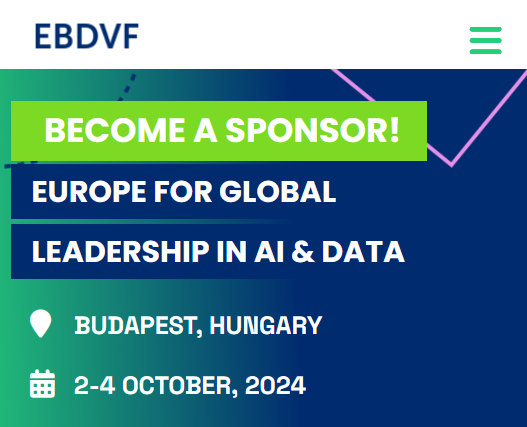 EBDVF
BECOME A SPONSOR!
EUROPE FOR GLOBAL
LEADERSHIP IN AI & DATA
BUDAPEST, HUNGARY
2-4 OCTOBER, 2024